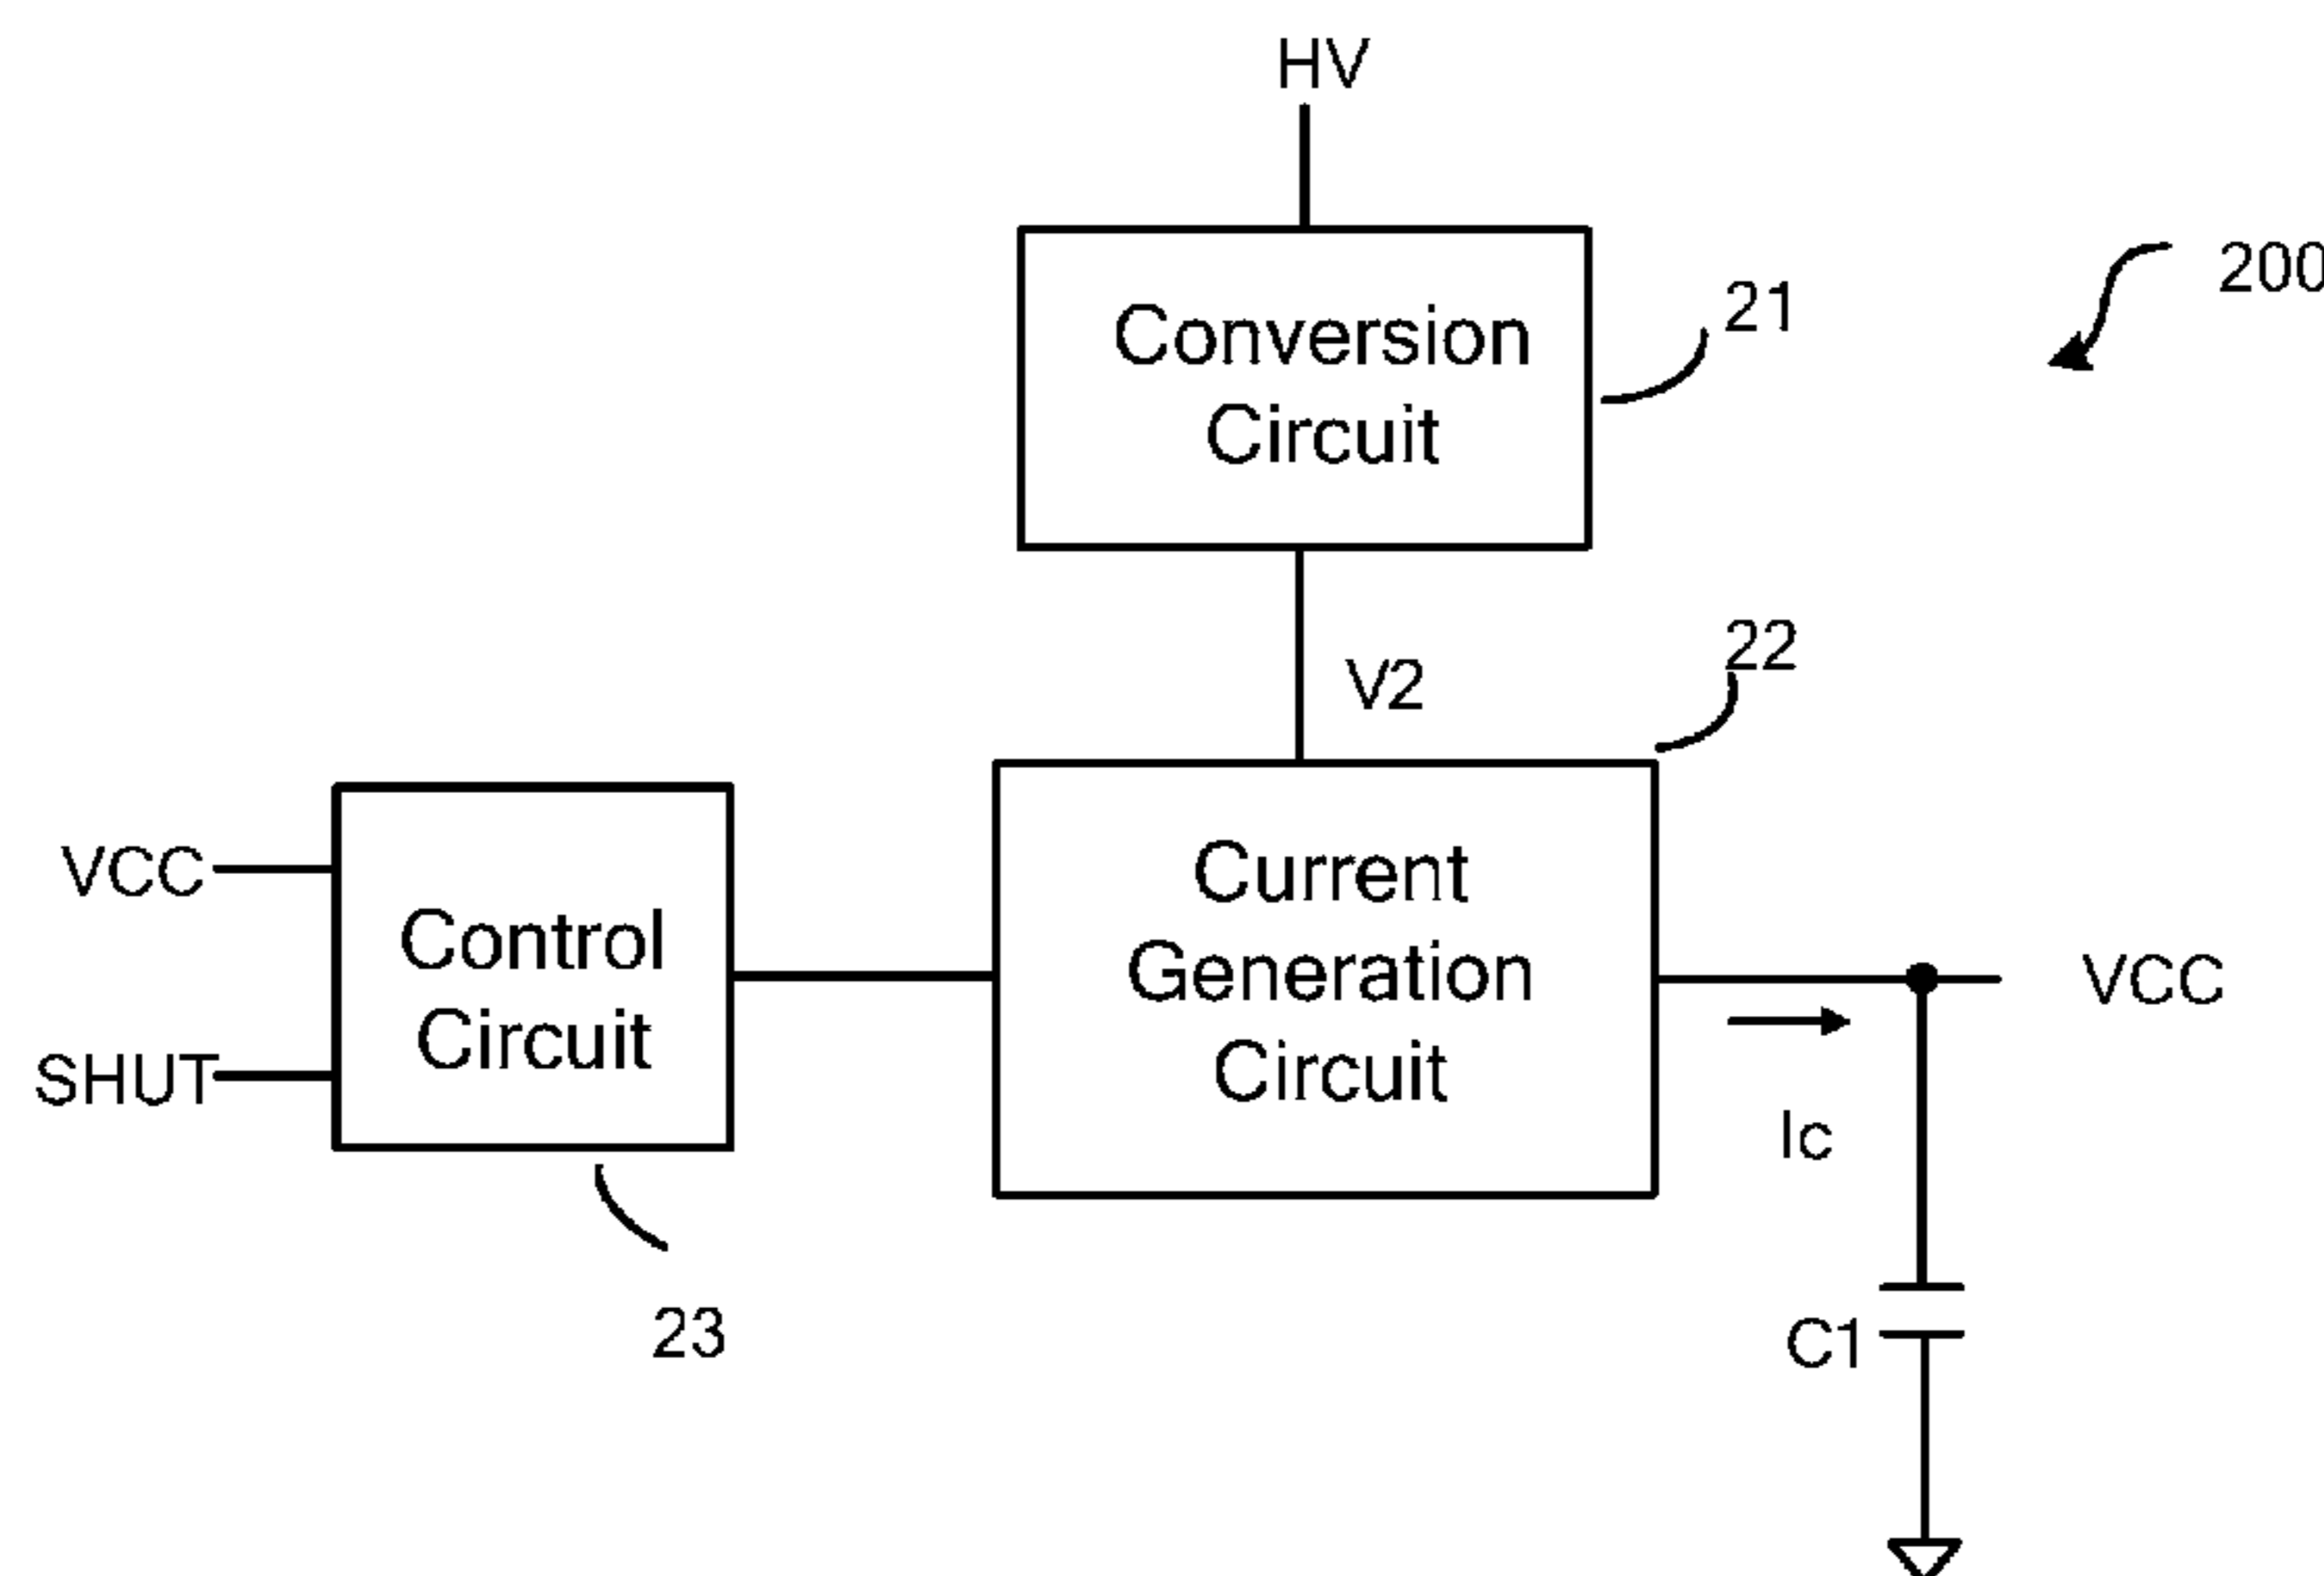 HV
200
21
Conversion
Circuit
22
V2
VCC
Control
Circuit
SHUT
23
Current
Generation
Circuit
VCC
Ic
C1